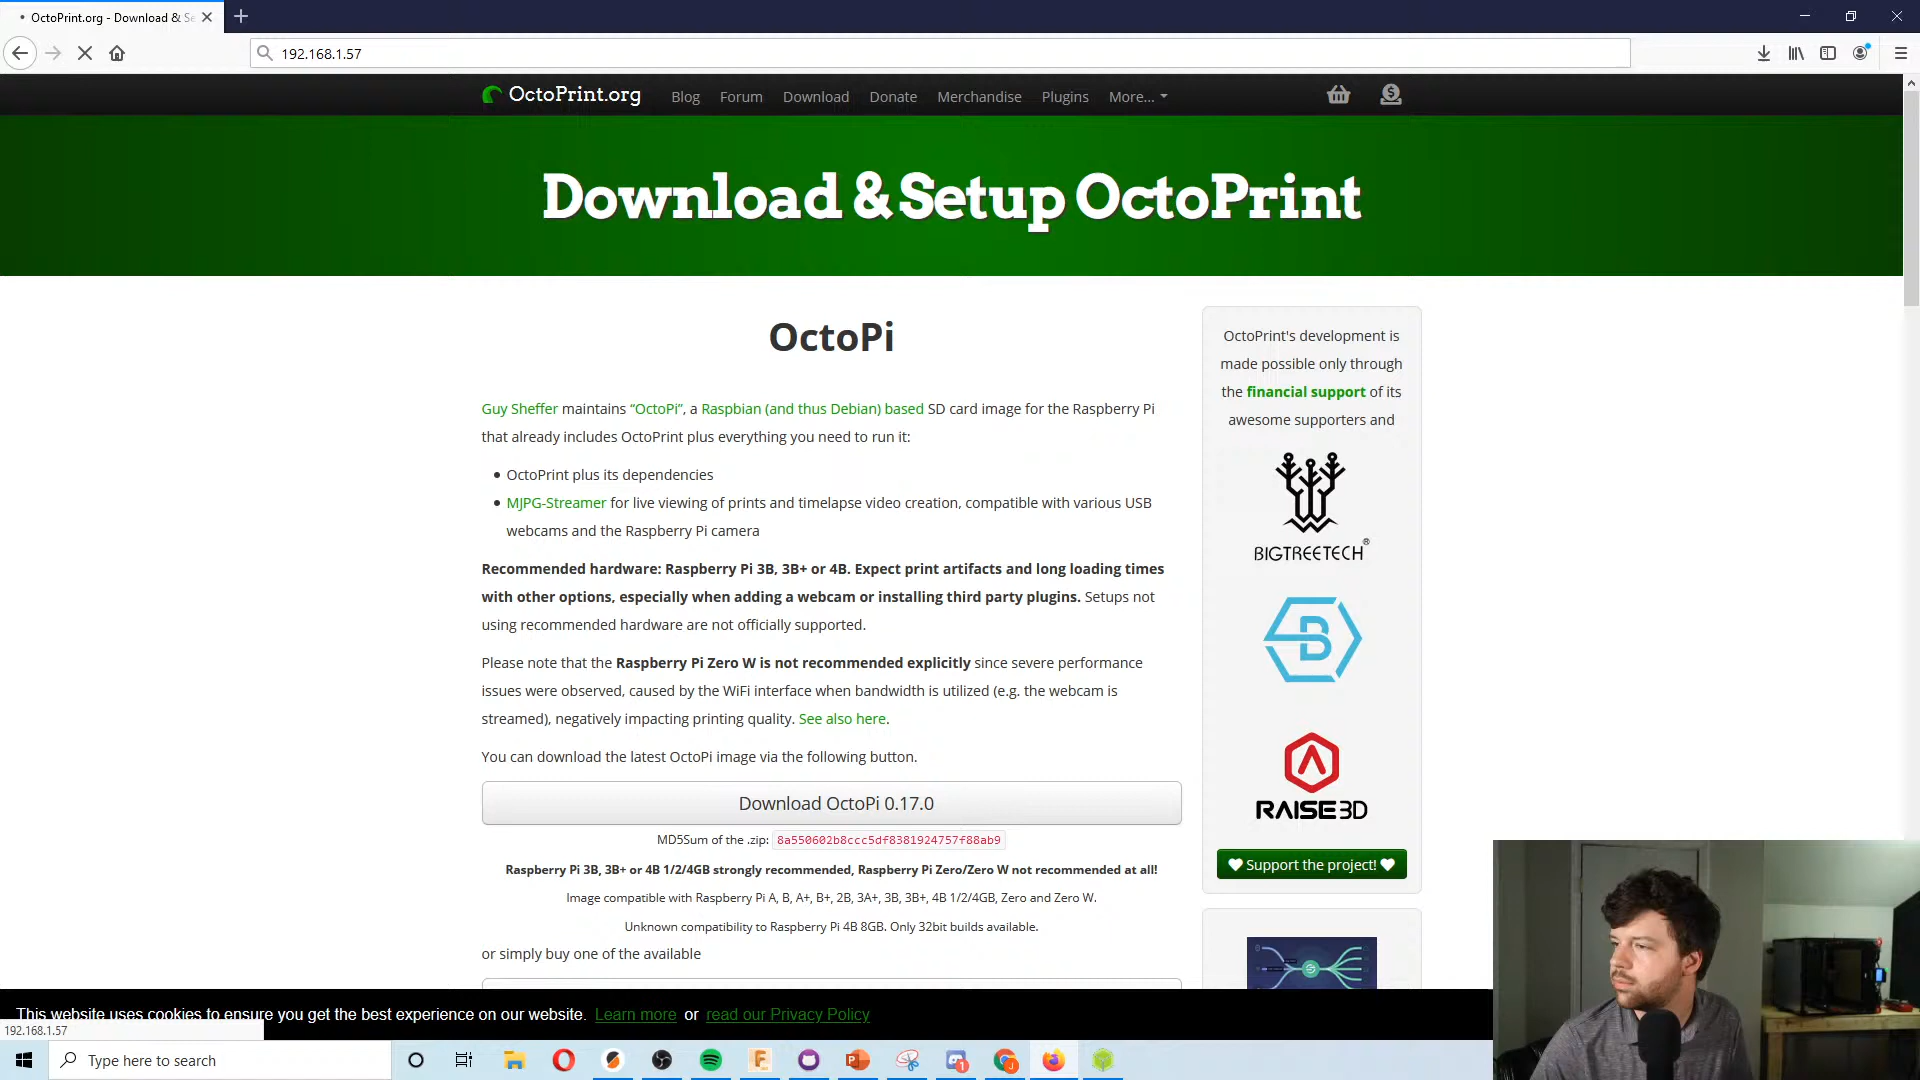 OctoPrint.org - Download & Se
192.168.1.57
OctoPrint.org Blog Forum Download Donate Merchandise Plugins More...
Download & Setup OctoPrint
OctoPi
Guy Sheffer maintains “OctoPi”, a Raspbian (and thus Debian) based SD card image for the Raspberry Pi
that already includes OctoPrint plus everything you need to run it:
OctoPrint plus its dependencies
MJPG-Streamer for live viewing of prints and timelapse video creation, compatible with various USB
webcams and the Raspberry Pi camera
Recommended hardware: Raspberry Pi 3B, 3B+ or 4B. Expect print artifacts and long loading times
with other options, especially when adding a webcam or installing third party plugins. Setups not
using recommended hardware are not officially supported.
Please note that the Raspberry Pi Zero W is not recommended explicitly since severe performance
issues were observed, caused by the WiFi interface when bandwidth is utilized (e.g. the webcam is
streamed), negatively impacting printing quality. See also here.
You can download the latest OctoPi image via the following button.
Download OctoPi 0.17.0
MD5Sum of the .zip: 8a550602b8ccc5df8381924757f88ab9
Raspberry Pi 3B, 3B+ or 4B 1/2/4GB strongly recommended, Raspberry Pi Zero/Zero W not recommended at all!
Image compatible with Raspberry Pi A, B, A+, B+, 2B, 3A+, 3B, 3B+, 4B 1/2/4GB, Zero and Zero W.
Unknown compatibility to Raspberry Pi 4B 8GB. Only 32bit builds available.
or simply buy one of the available
OctoPrint's development is
made possible only through
the financial support of its
awesome supporters and
BIGTREETECH®
RAISE3D
Support the project!
This website uses cookies to ensure you get the best experience on our website. Learn more or read our Privacy Policy
192.168.1.57
Type here to search